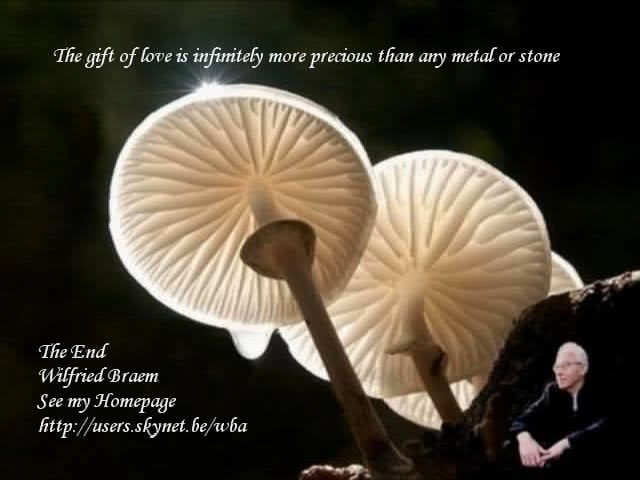 The gift of love is infinitely more precious than any metal or stone
The End
Wilfried Braem
See my Homepage
http://users.skynet.be/wba